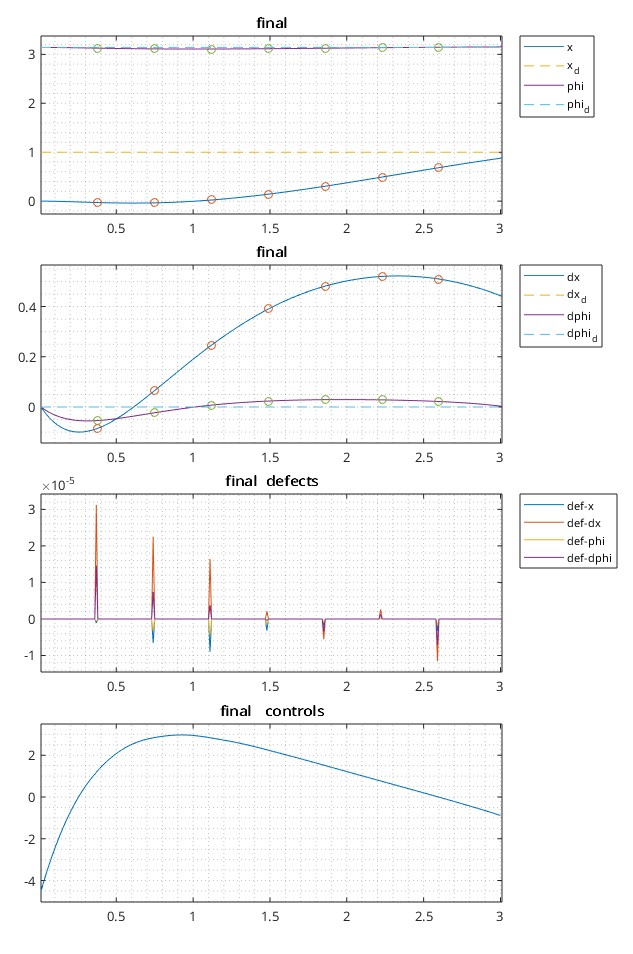 final
3
2
1
0
0.5 1 1.5 2 2.5 3
x
x_d
phi
phi_d
final
0.4
0.2
0
0.5 1 1.5 2 2.5 3
dx
dx_d
dphi
dphi_d
×10^-5
final defects
3
2
1
0
-1
0.5 1 1.5 2 2.5 3
def-x
def-dx
def-phi
def-dphi
final controls
2
0
-2
-4
0.5 1 1.5 2 2.5 3